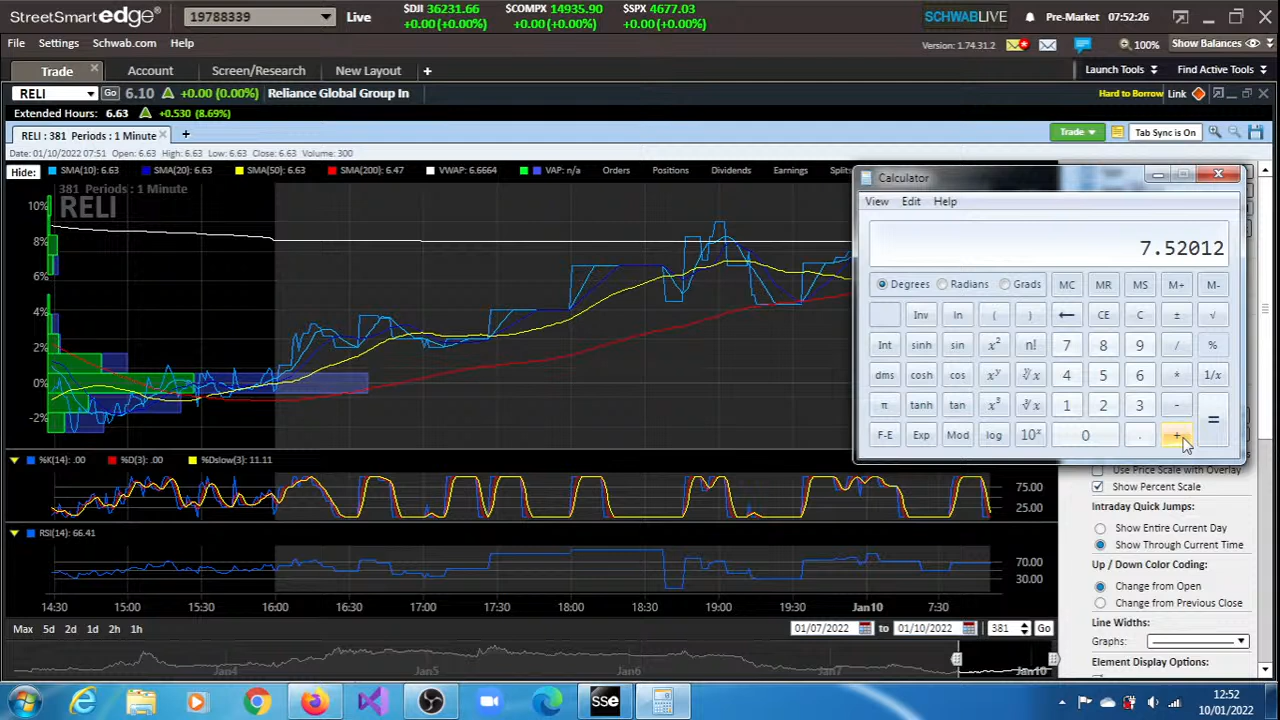 StreetSmart edge
19788339
Live
$DJI 36231.66
+0.00 (+0.00%)
$COMPX 14935.90
+0.00 (+0.00%)
$SPX 4677.03
+0.00 (+0.00%)
SCHWABLIVE
Pre-Market
07:52:26
File
Settings
Schwab.com
Help
Version: 1.74.31.2
100%
Show Balances
Trade
Account
Screen/Research
New Layout
+
Launch Tools
Find Active Tools
RELI
Go
6.10
+0.00 (0.00%)
Reliance Global Group In
Hard to Borrow
Link
Extended Hours: 6.63
+0.530 (8.69%)
RELI : 381 Periods : 1 Minute
+
Trade
Tab Sync is On
Date: 01/10/2022 07:51 Open: 6.63 High: 6.63 Low: 6.63 Close: 6.63 Volume: 300
Hide:
SMA(10): 6.63
SMA(20): 6.63
SMA(50): 6.63
SMA(200): 6.47
VWAP: 6.6664
VAP: n/a
Orders
Positions
Dividends
Earnings
Splits
381 Periods : 1 Minute
RELI
10%
8%
6%
4%
2%
0%
-2%
Calculator
View
Edit
Help
7.52012
Degrees
Radians
Grads
MC
MR
MS
M+
M-
Inv
ln
(
)
←
CE
C
±
√
Int
sinh
sin
x²
n!
7
8
9
/
%
dms
cosh
cos
xʸ
ʸ√x
4
5
6
*
1/x
π
tanh
tan
x³
³√x
1
2
3
-
=
F-E
Exp
Mod
log
10ˣ
0
.
+
Use Price Scale with Overlay
Show Percent Scale
Intraday Quick Jumps:
Show Entire Current Day
Show Through Current Time
Up / Down Color Coding:
Change from Open
Change from Previous Close
Line Widths:
Graphs:
Element Display Options:
%K(14): .00
%D(3): .00
%Dslow(3): 11.11
75.00
25.00
RSI(14): 66.41
70.00
30.00
14:30
15:00
15:30
16:00
16:30
17:00
17:30
18:00
18:30
19:00
19:30
Jan10
7:30
Max
5d
2d
1d
2h
1h
01/07/2022
to
01/10/2022
381
Go
Jan4
Jan5
Jan6
Jan7
Jan10
sse
12:52
10/01/2022